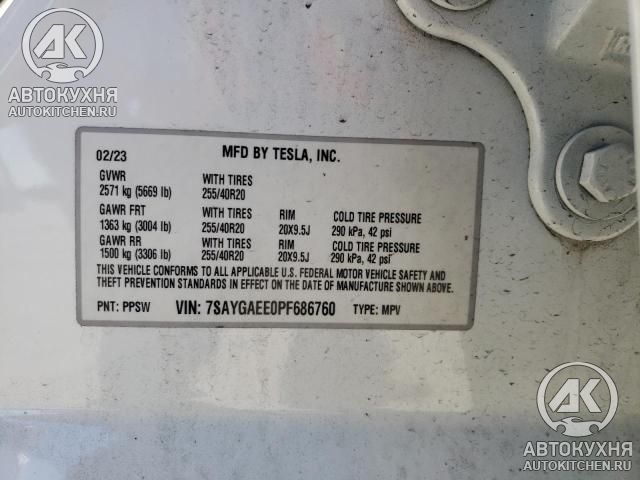 АК
АВТОКУХНЯ
AUTOKITCHEN.RU
02/23 MFD BY TESLA, INC.
GVWR WITH TIRES
2571 kg (5669 lb) 255/40R20
GAWR FRT WITH TIRES RIM COLD TIRE PRESSURE
1363 kg (3004 lb) 255/40R20 20X9.5J 290 kPa, 42 psi
GAWR RR WITH TIRES RIM COLD TIRE PRESSURE
1500 kg (3306 lb) 255/40R20 20X9.5J 290 kPa, 42 psi
THIS VEHICLE CONFORMS TO ALL APPLICABLE U.S. FEDERAL MOTOR VEHICLE SAFETY AND
THEFT PREVENTION STANDARDS IN EFFECT ON THE DATE OF MANUFACTURE SHOWN ABOVE.
PNT: PPSW VIN: 7SAYGAEE0PF686760 TYPE: MPV
АК
АВТОКУХНЯ
AUTOKITCHEN.RU